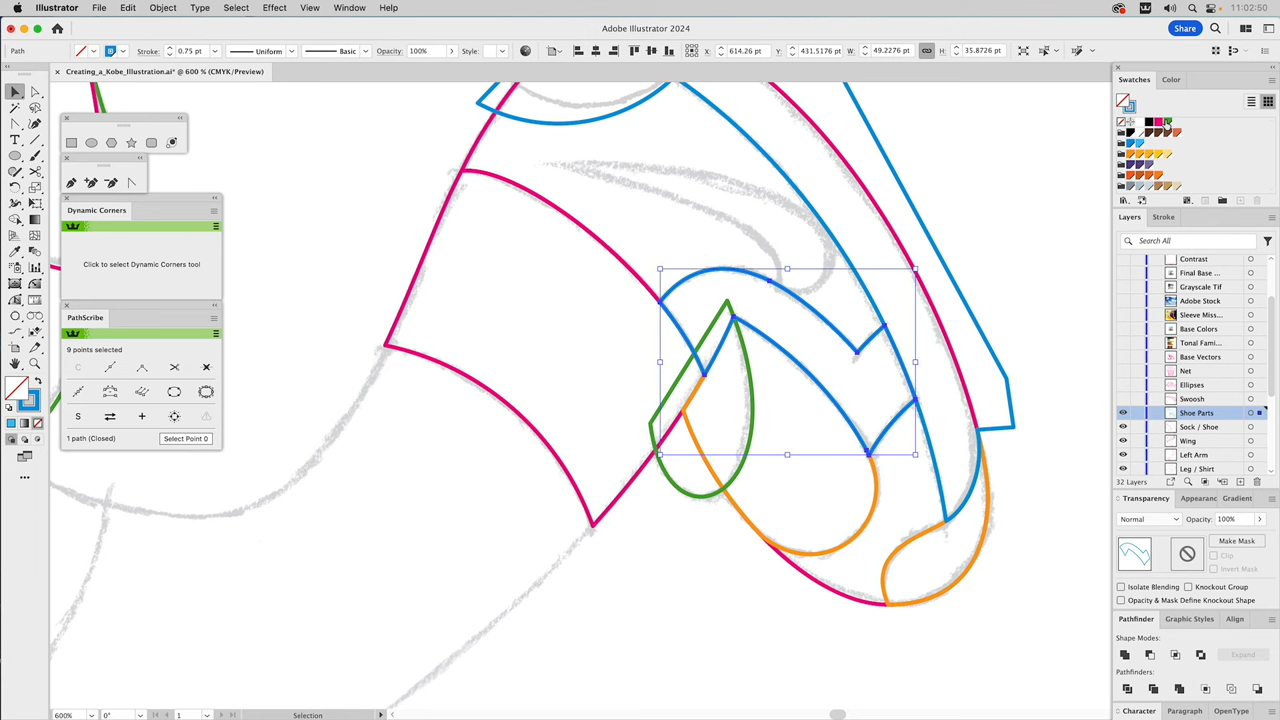 Illustrator File Edit Object Type Select Effect View Window Help 11:02:50
Adobe Illustrator 2024
Share
Path Stroke: 0.75 pt Uniform Basic Opacity: 100% Style: X: 614.26 pt Y: 431.5176 pt W: 49.2276 pt H: 35.8726 pt
Creating_a_Kobe_Illustration.ai* @ 600 % (CMYK/Preview)
Dynamic Corners
Click to select Dynamic Corners tool
PathScribe
9 points selected
1 path (Closed) Select Point 0
Swatches Color
Layers Stroke
Search All
Contrast
Final Base ...
Grayscale Tif
Adobe Stock
Sleeve Miss...
Base Colors
Tonal Fami...
Base Vectors
Net
Ellipses
Swoosh
Shoe Parts
Sock / Shoe
Wing
Left Arm
Leg / Shirt
32 Layers
Transparency Appearanc Gradient
Normal Opacity: 100%
Make Mask
Clip
Invert Mask
Isolate Blending Knockout Group
Opacity & Mask Define Knockout Shape
Pathfinder Graphic Styles Align
Shape Modes:
Expand
Pathfinders:
Character Paragraph OpenType
600% 0° 1 Selection